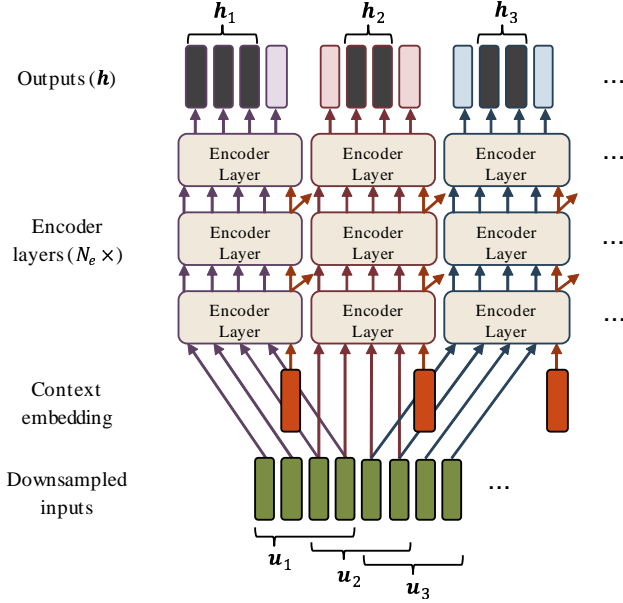 h1 h2 h3
Outputs (h) ...
Encoder Layer Encoder Layer Encoder Layer ...
Encoder layers (Ne ×)
Encoder Layer Encoder Layer Encoder Layer ...
Encoder Layer Encoder Layer Encoder Layer ...
Context embedding
Downsampled inputs ...
u1
u2
u3